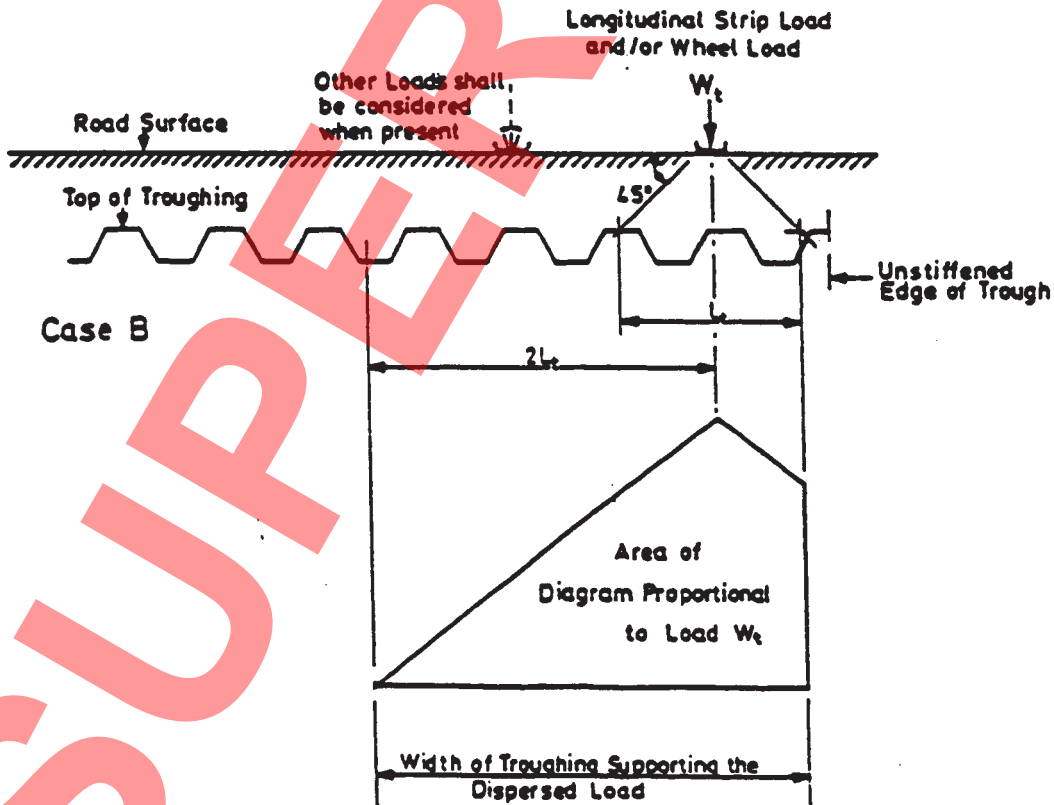 Longitudinal Strip Load
and/or Wheel Load
Wt
Other Loads shall
be considered
when present
Road Surface
45°
Top of Troughing
Unstiffened
Edge of Trough
Lt
Case B
2Lt
Area of
Diagram Proportional
to Load Wt
Width of Troughing Supporting the
Dispersed Load
SUPER